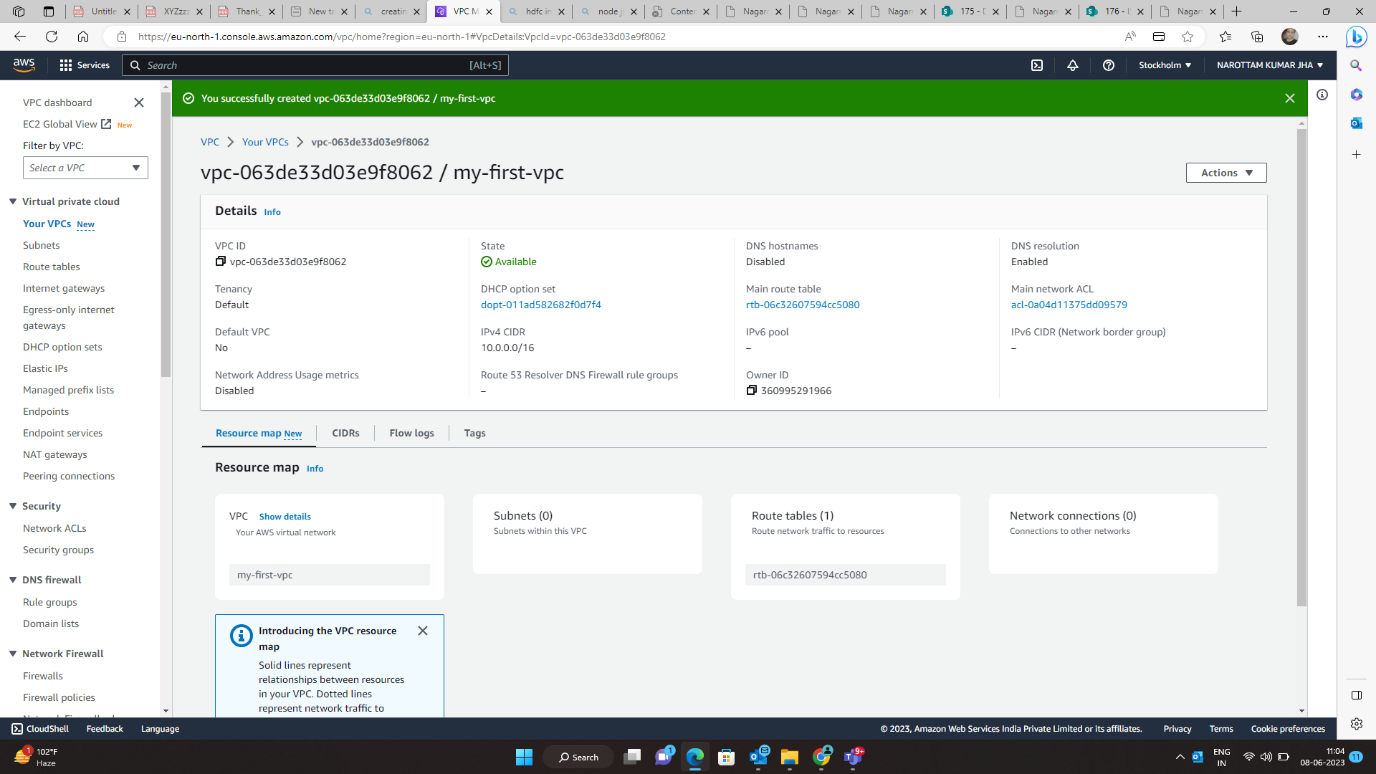 Untitle
XYZzz
Thank_
New ta
creatin
VPC M
hdfc in
node js
Conter
Nagarr
Nagarr
Nagarr
175 - D
Nagarr
176 - I
Nagarr
https://eu-north-1.console.aws.amazon.com/vpc/home?region=eu-north-1#VpcDetails:VpcId=vpc-063de33d03e9f8062
aws
Services
Search
[Alt+S]
Stockholm
NAROTTAM KUMAR JHA
VPC dashboard
EC2 Global View New
Filter by VPC:
Select a VPC
Virtual private cloud
Your VPCs New
Subnets
Route tables
Internet gateways
Egress-only internet
gateways
DHCP option sets
Elastic IPs
Managed prefix lists
Endpoints
Endpoint services
NAT gateways
Peering connections
Security
Network ACLs
Security groups
DNS firewall
Rule groups
Domain lists
Network Firewall
Firewalls
Firewall policies
You successfully created vpc-063de33d03e9f8062 / my-first-vpc
VPC > Your VPCs > vpc-063de33d03e9f8062
vpc-063de33d03e9f8062 / my-first-vpc
Actions
Details Info
VPC ID
vpc-063de33d03e9f8062
State
Available
DNS hostnames
Disabled
DNS resolution
Enabled
Tenancy
Default
DHCP option set
dopt-011ad582682f0d7f4
Main route table
rtb-06c32607594cc5080
Main network ACL
acl-0a04d11375dd09579
Default VPC
No
IPv4 CIDR
10.0.0.0/16
IPv6 pool
–
IPv6 CIDR (Network border group)
–
Network Address Usage metrics
Disabled
Route 53 Resolver DNS Firewall rule groups
–
Owner ID
360995291966
Resource map New
CIDRs
Flow logs
Tags
Resource map Info
VPC Show details
Your AWS virtual network
my-first-vpc
Subnets (0)
Subnets within this VPC
Route tables (1)
Route network traffic to resources
rtb-06c32607594cc5080
Network connections (0)
Connections to other networks
Introducing the VPC resource
map
Solid lines represent
relationships between resources
in your VPC. Dotted lines
represent network traffic to
CloudShell
Feedback
Language
© 2023, Amazon Web Services India Private Limited or its affiliates.
Privacy
Terms
Cookie preferences
1
102°F
Haze
Search
1
9+
ENG
IN
11:04
08-06-2023
11